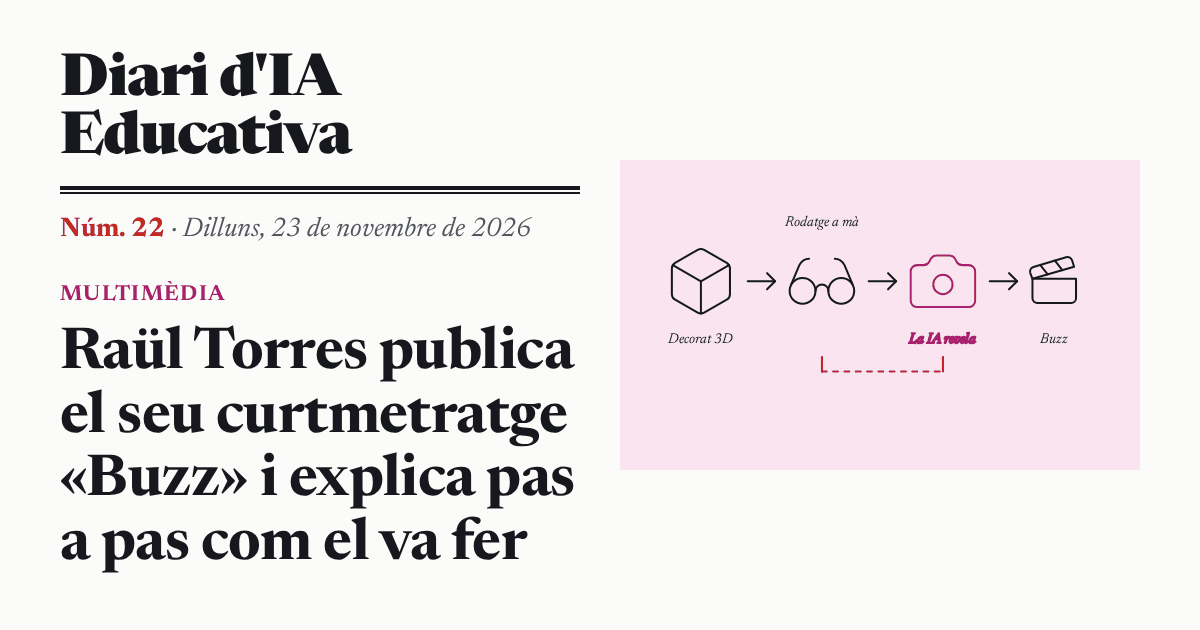 Diari d'IA
Educativa
Núm. 22 · Dilluns, 23 de novembre de 2026
MULTIMÈDIA
Raül Torres publica
el seu curtmetratge
«Buzz» i explica pas
a pas com el va fer
Rodatge a mà
Decorat 3D
La IA revela
Buzz